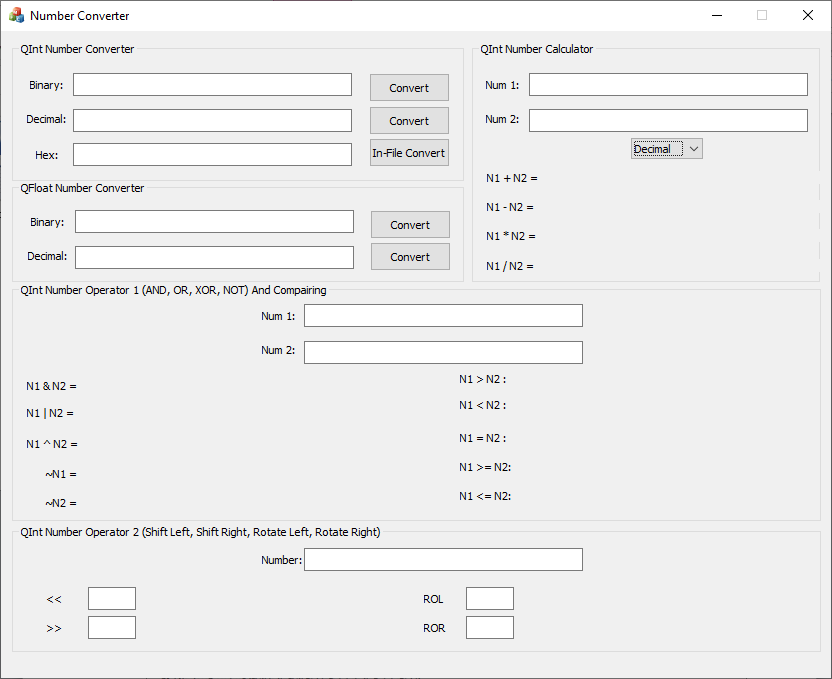 Number Converter
QInt Number Converter
Binary:
Convert
Decimal:
Convert
Hex:
In-File Convert
QFloat Number Converter
Binary:
Convert
Decimal:
Convert
QInt Number Calculator
Num 1:
Num 2:
Decimal
N1 + N2 =
N1 - N2 =
N1 * N2 =
N1 / N2 =
QInt Number Operator 1 (AND, OR, XOR, NOT) And Compairing
Num 1:
Num 2:
N1 & N2 =
N1 | N2 =
N1 ^ N2 =
~N1 =
~N2 =
N1 > N2 :
N1 < N2 :
N1 = N2 :
N1 >= N2:
N1 <= N2:
QInt Number Operator 2 (Shift Left, Shift Right, Rotate Left, Rotate Right)
Number:
<<
>>
ROL
ROR